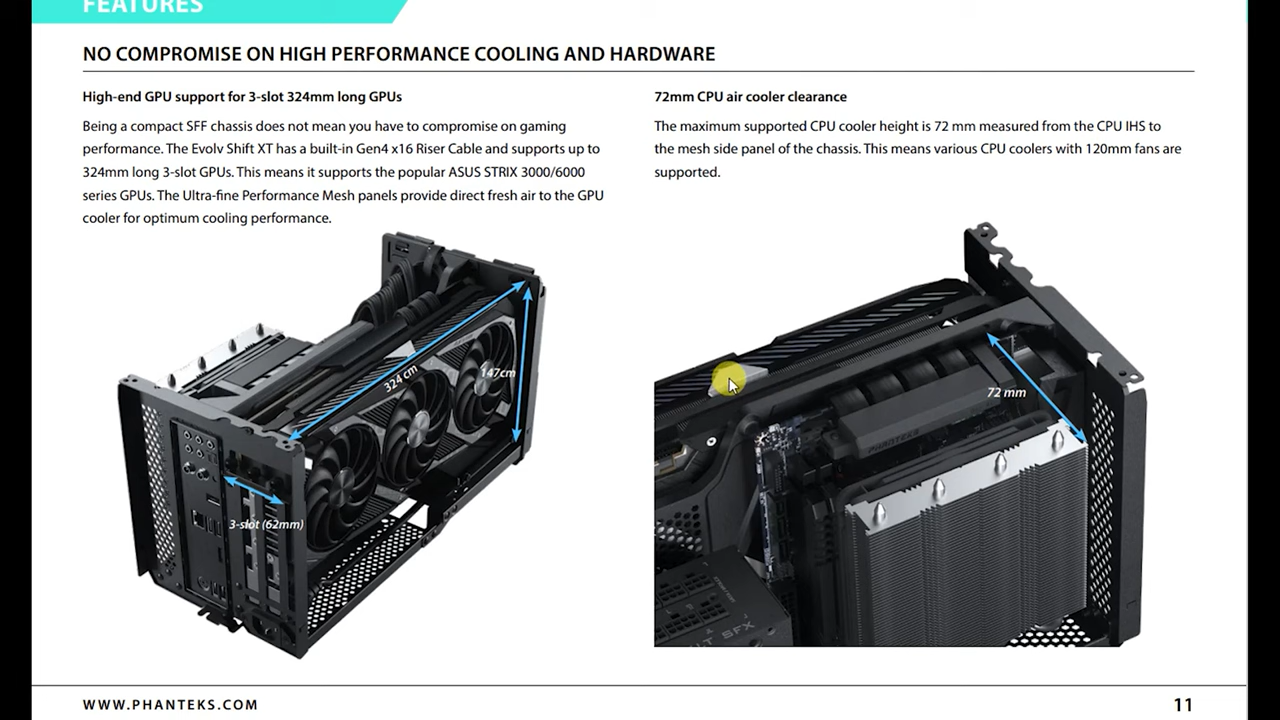 FEATURES
NO COMPROMISE ON HIGH PERFORMANCE COOLING AND HARDWARE
High-end GPU support for 3-slot 324mm long GPUs
Being a compact SFF chassis does not mean you have to compromise on gaming
performance. The Evolv Shift XT has a built-in Gen4 x16 Riser Cable and supports up to
324mm long 3-slot GPUs. This means it supports the popular ASUS STRIX 3000/6000
series GPUs. The Ultra-fine Performance Mesh panels provide direct fresh air to the GPU
cooler for optimum cooling performance.
324 cm
147cm
3-slot (62mm)
72mm CPU air cooler clearance
The maximum supported CPU cooler height is 72 mm measured from the CPU IHS to
the mesh side panel of the chassis. This means various CPU coolers with 120mm fans are
supported.
72 mm
PHANTEKS
SFX
WWW.PHANTEKS.COM
11